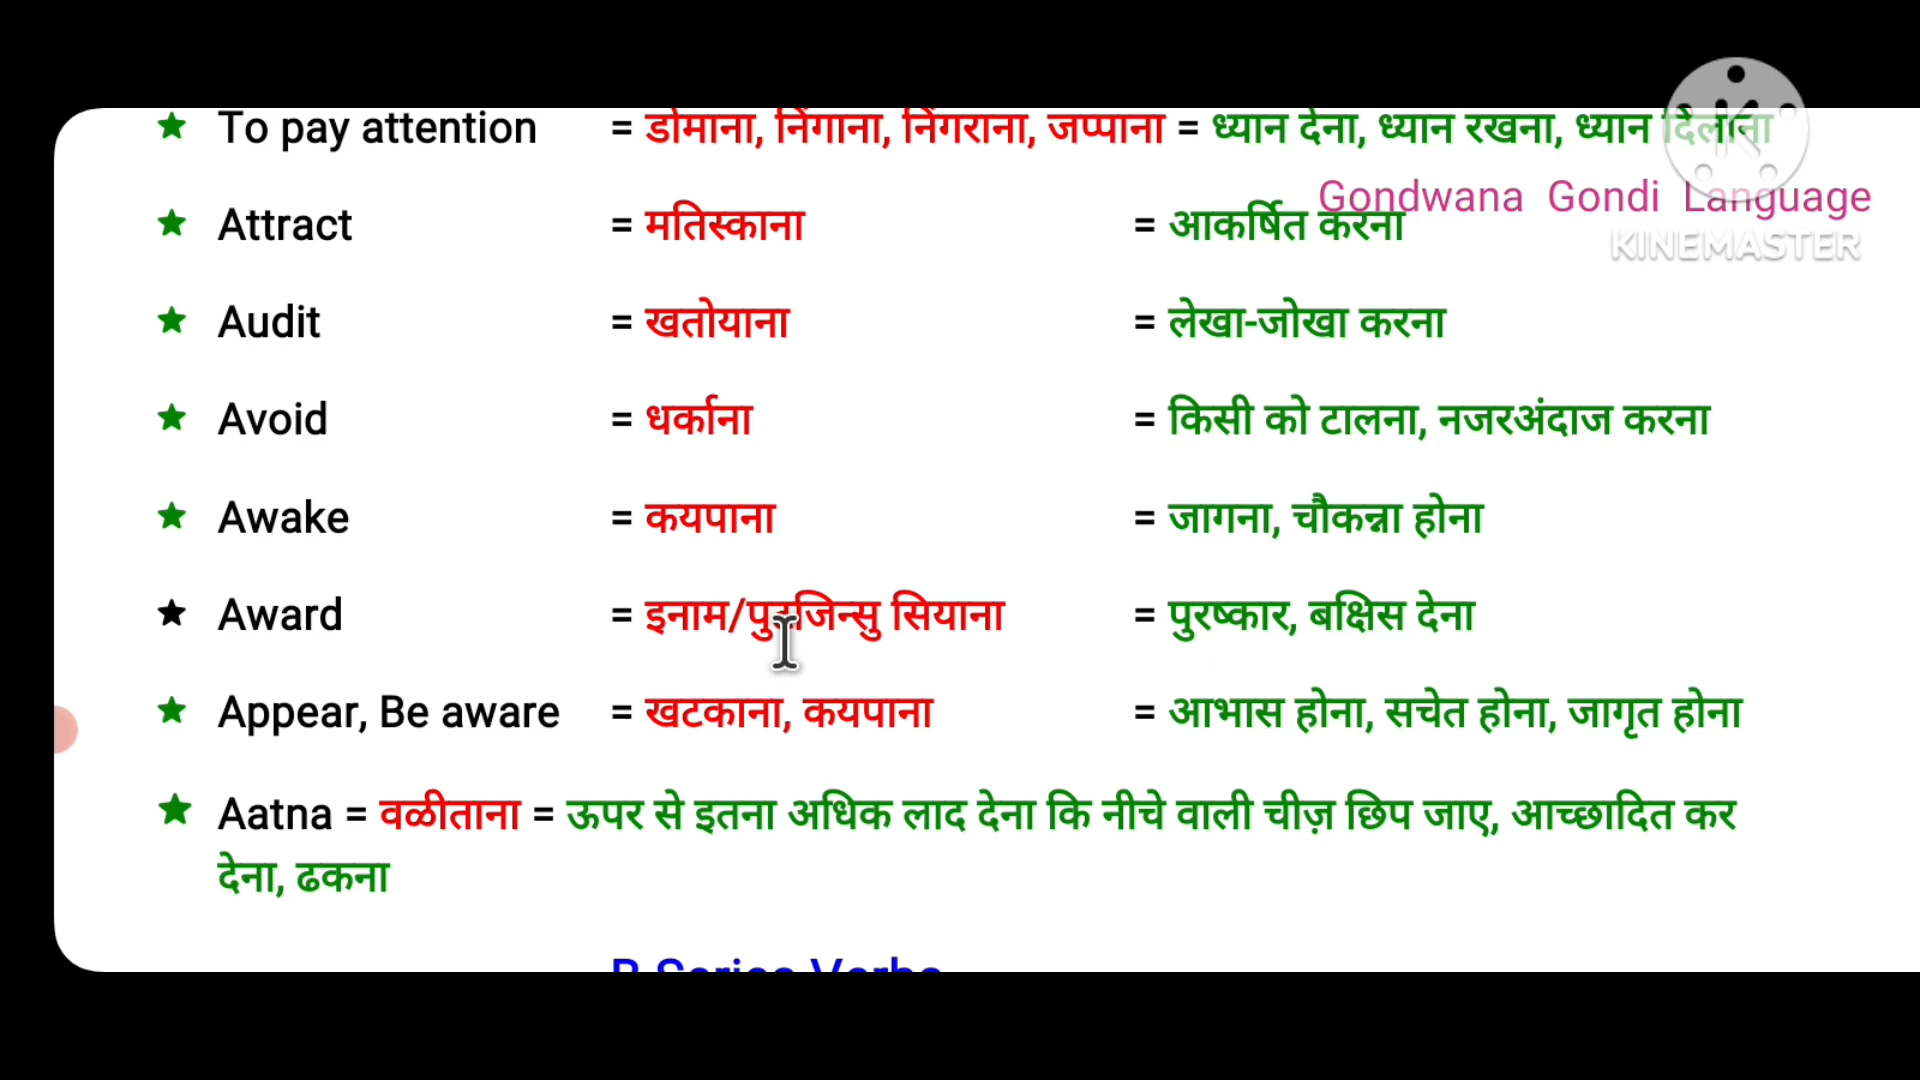 ★ To pay attention = डोमाना, निंगाना, निंगराना, जप्पाना = ध्यान देना, ध्यान रखना, ध्यान दिलाना
Gondwana Gondi Language
★ Attract = मतिस्काना = आकर्षित करना
KINEMASTER
★ Audit = खतोयाना = लेखा-जोखा करना
★ Avoid = धर्काना = किसी को टालना, नजरअंदाज करना
★ Awake = कयपाना = जागना, चौकन्ना होना
★ Award = सियाना = पुरष्कार, बक्षिस देना
★ Appear, Be aware = खटकाना, कयपाना = आभास होना, सचेत होना, जागृत होना
★ Aatna = वळीताना = ऊपर से इतना अधिक लाद देना कि नीचे वाली चीज़ छिप जाए, आच्छादित कर
देना, ढकना